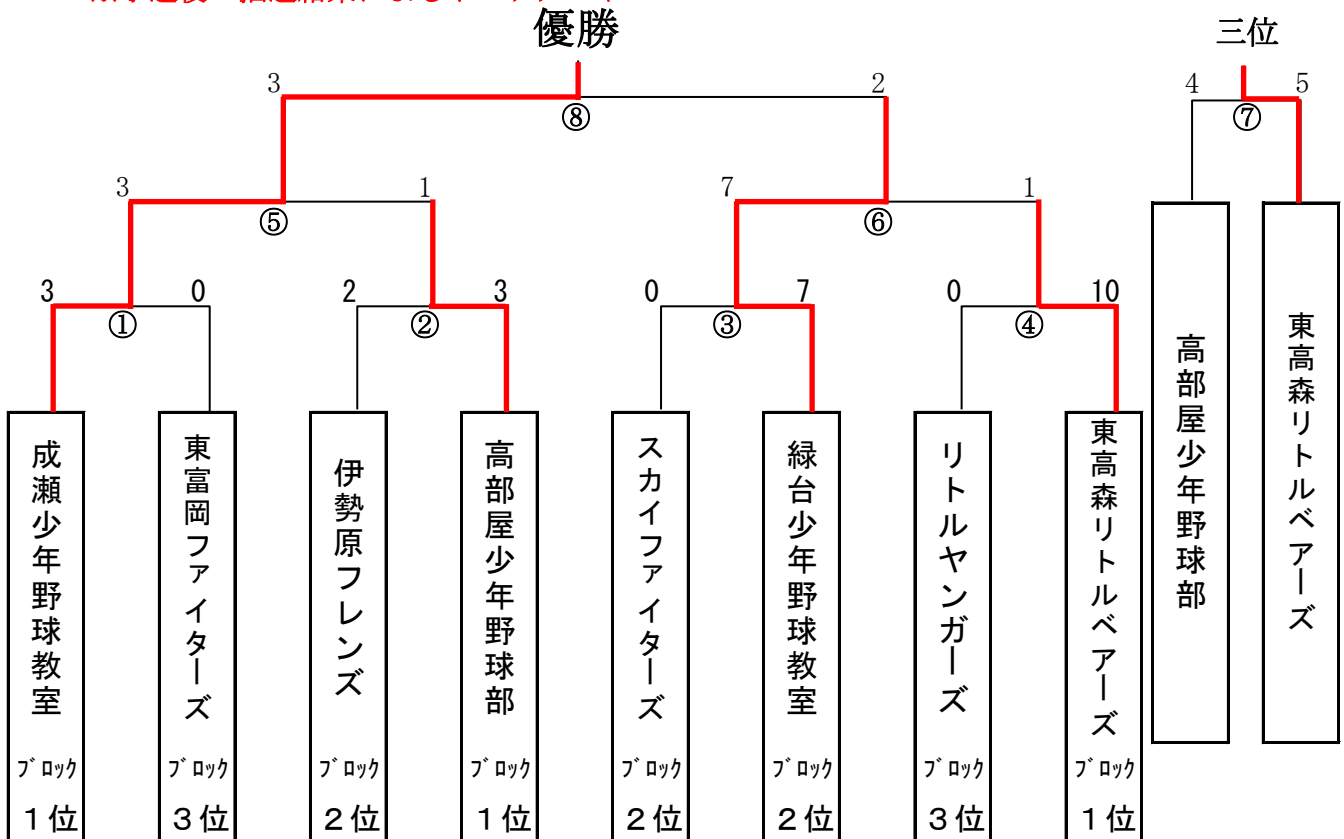 優勝
三位
3 2 4 5
⑧ ⑦
3 1 7 1
⑤ ⑥
3 0 2 3 0 7 0 10
① ② ③ ④
成瀬少年野球教室
ブロック
1位
東富岡ファイターズ
ブロック
3位
伊勢原フレンズ
ブロック
2位
高部屋少年野球部
ブロック
1位
スカイファイターズ
ブロック
2位
緑台少年野球教室
ブロック
2位
リトルヤンガーズ
ブロック
3位
東高森リトルベアーズ
ブロック
1位
高部屋少年野球部
東高森リトルベアーズ